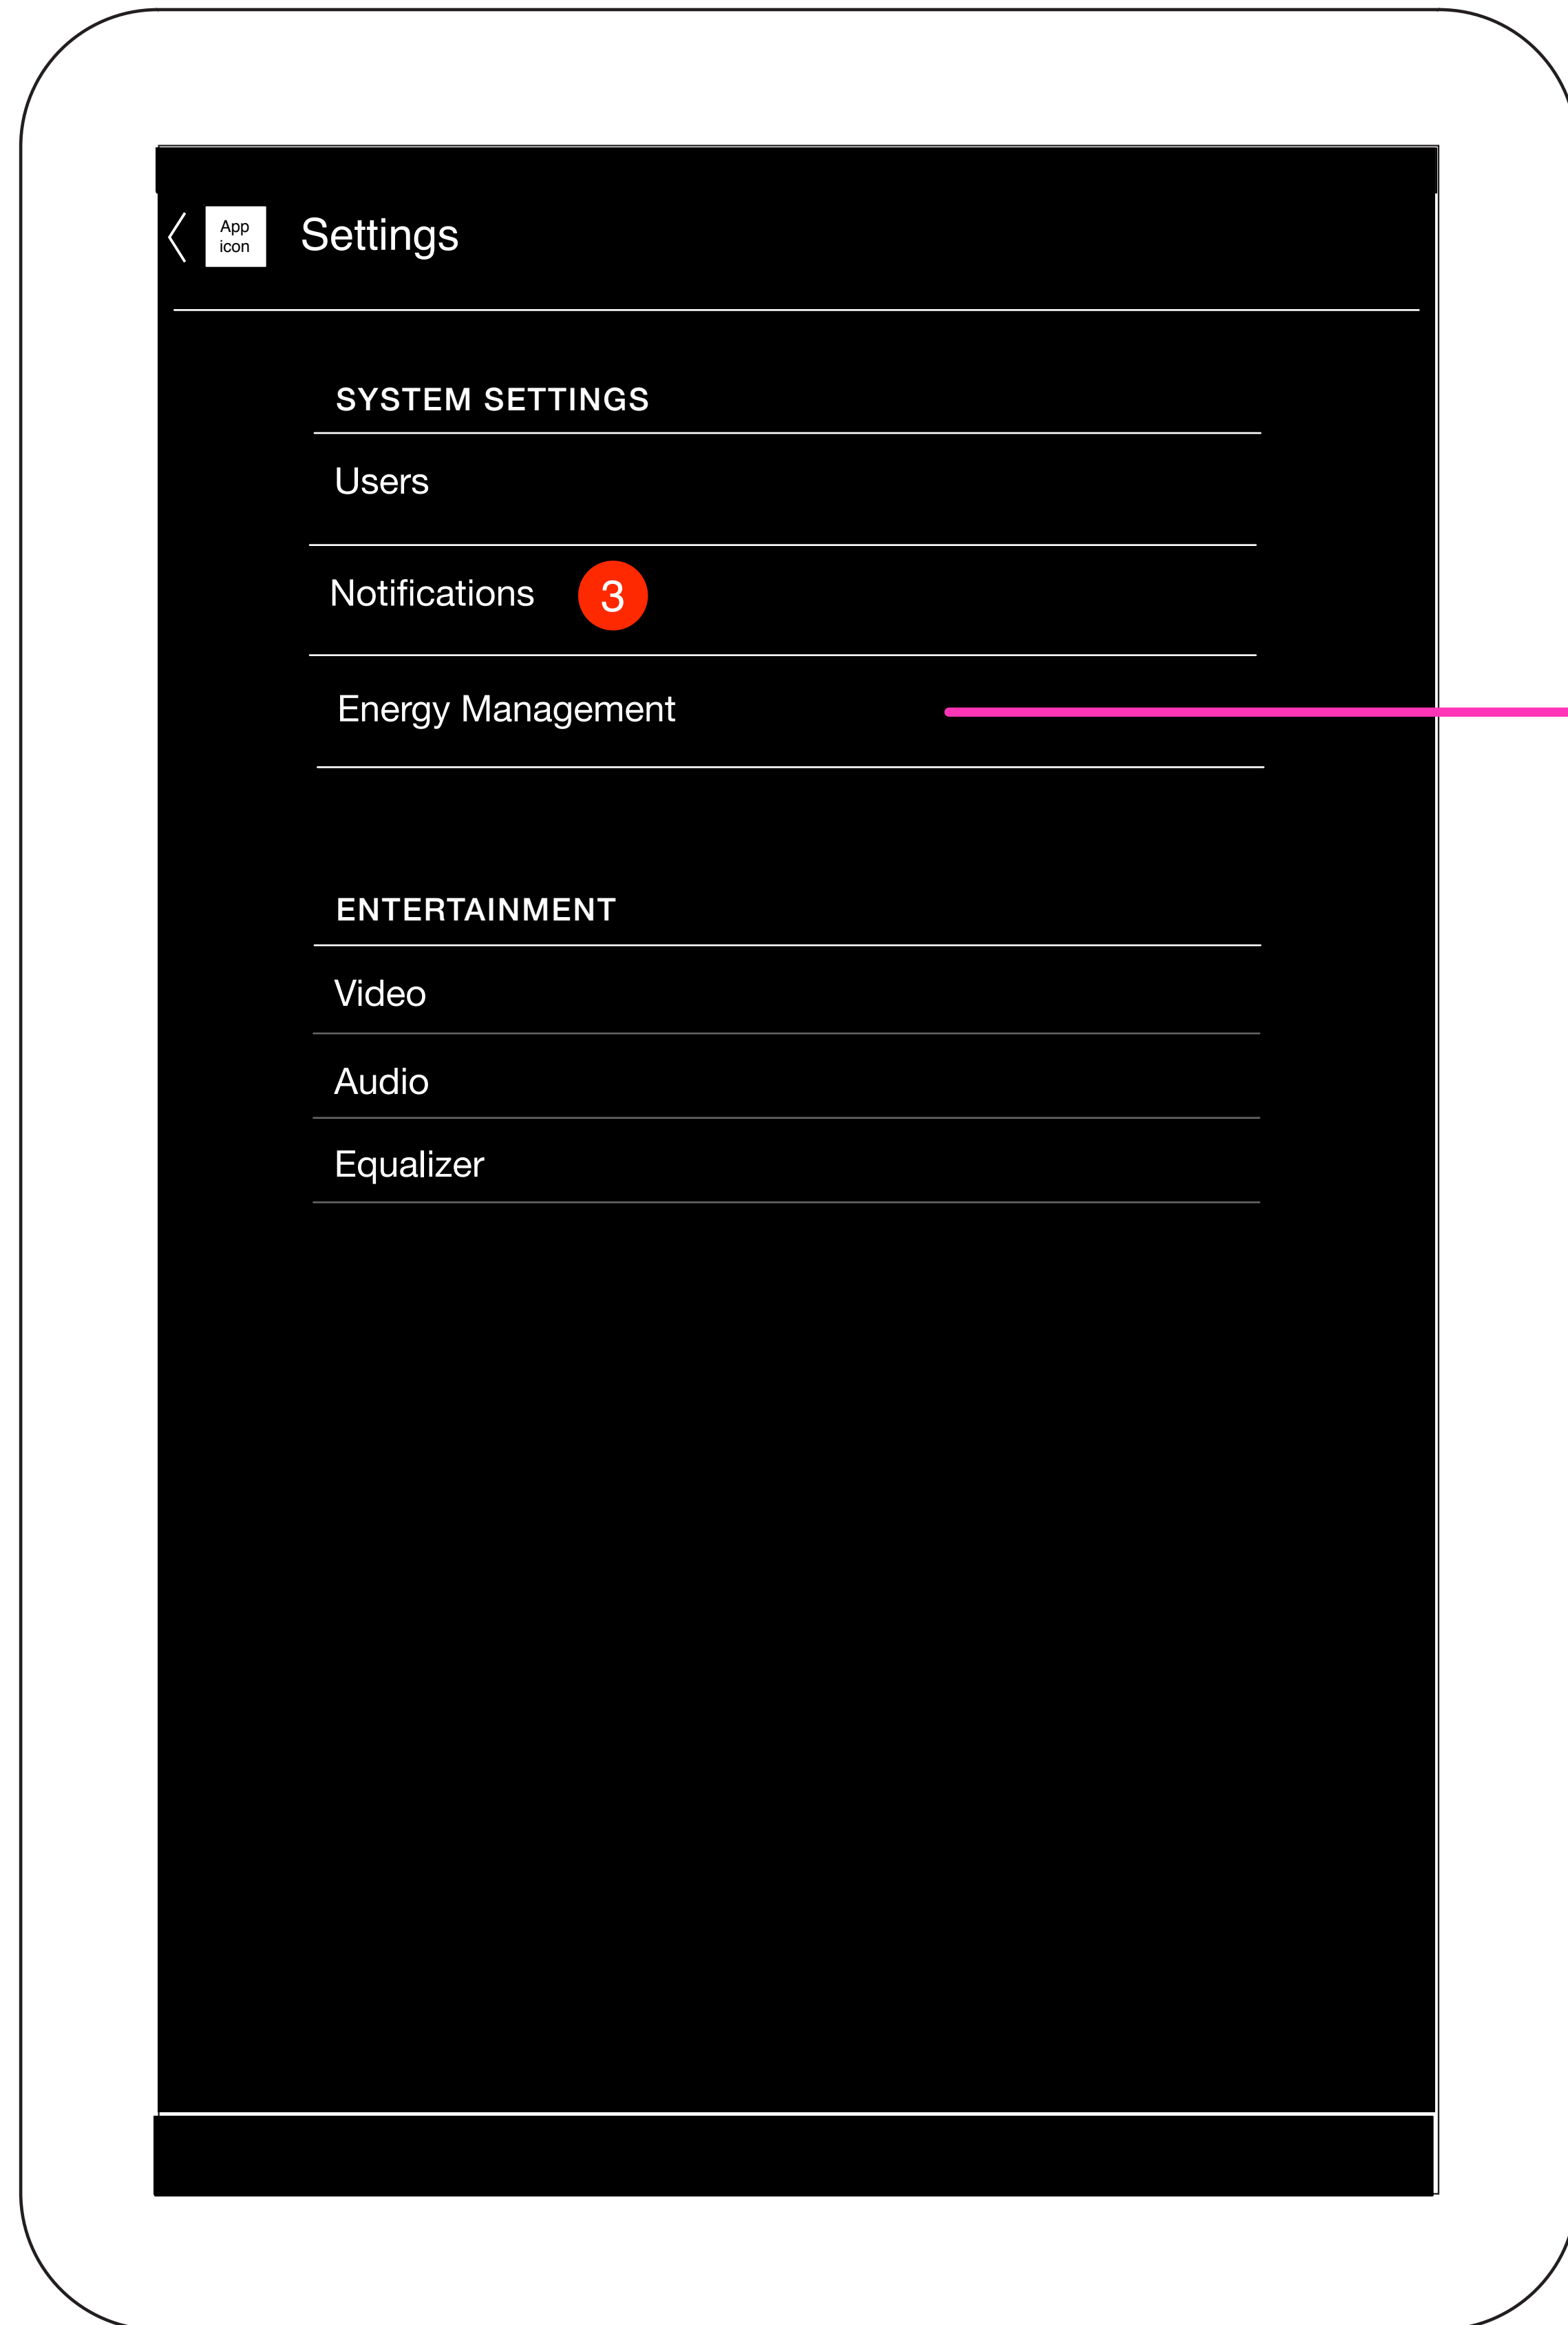 App
icon
Settings
SYSTEM SETTINGS
Users
Notifications 3
Energy Management
ENTERTAINMENT
Video
Audio
Equalizer